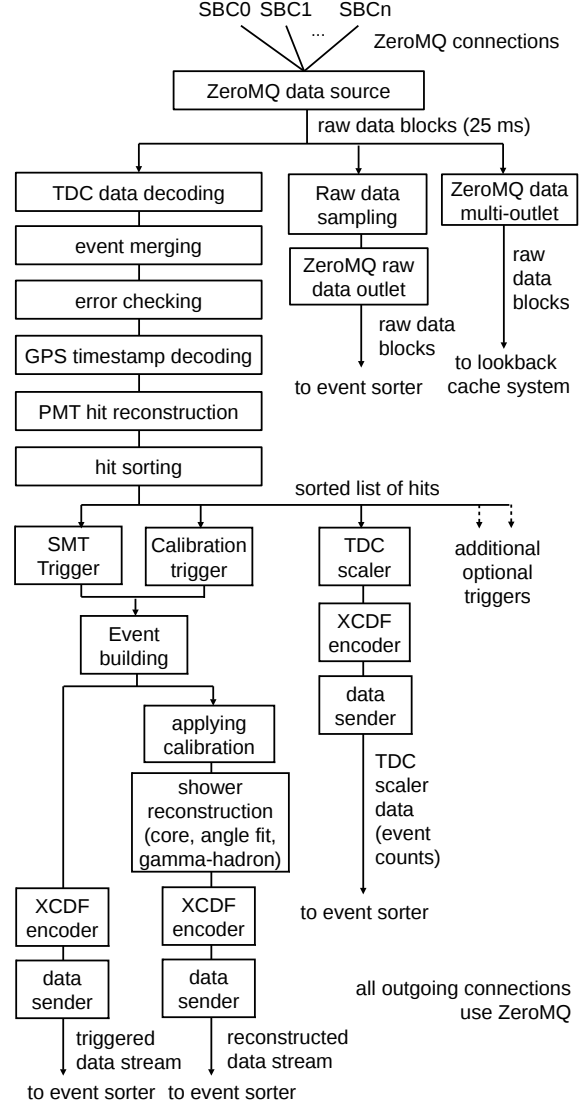 SBC0 SBC1 ... SBCn
ZeroMQ connections
ZeroMQ data source
raw data blocks (25 ms)
TDC data decoding
event merging
error checking
GPS timestamp decoding
PMT hit reconstruction
hit sorting
Raw data
sampling
ZeroMQ raw
data outlet
raw data
blocks
to event sorter
ZeroMQ data
multi-outlet
raw
data
blocks
to lookback
cache system
sorted list of hits
SMT
Trigger
Calibration
trigger
Event
building
applying
calibration
shower
reconstruction
(core, angle fit,
gamma-hadron)
XCDF
encoder
data
sender
triggered
data stream
to event sorter
XCDF
encoder
data
sender
reconstructed
data stream
to event sorter
TDC
scaler
XCDF
encoder
data
sender
TDC
scaler
data
(event
counts)
to event sorter
additional
optional
triggers
all outgoing connections
use ZeroMQ